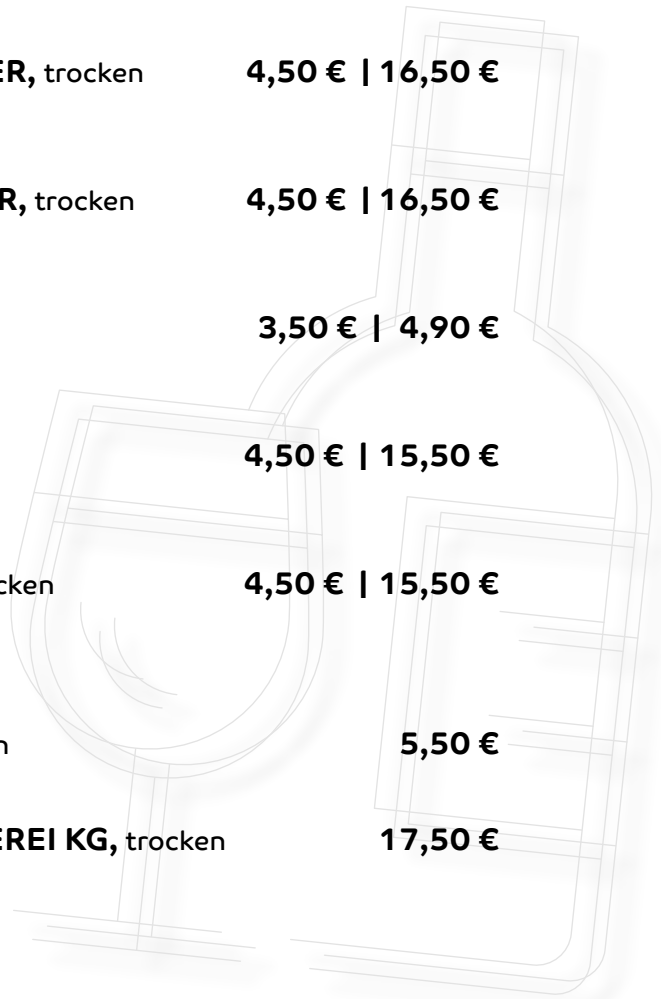 ER, trocken 4,50 € | 16,50 €
R, trocken 4,50 € | 16,50 €
3,50 € | 4,90 €
4,50 € | 15,50 €
cken 4,50 € | 15,50 €
n 5,50 €
EREI KG, trocken 17,50 €